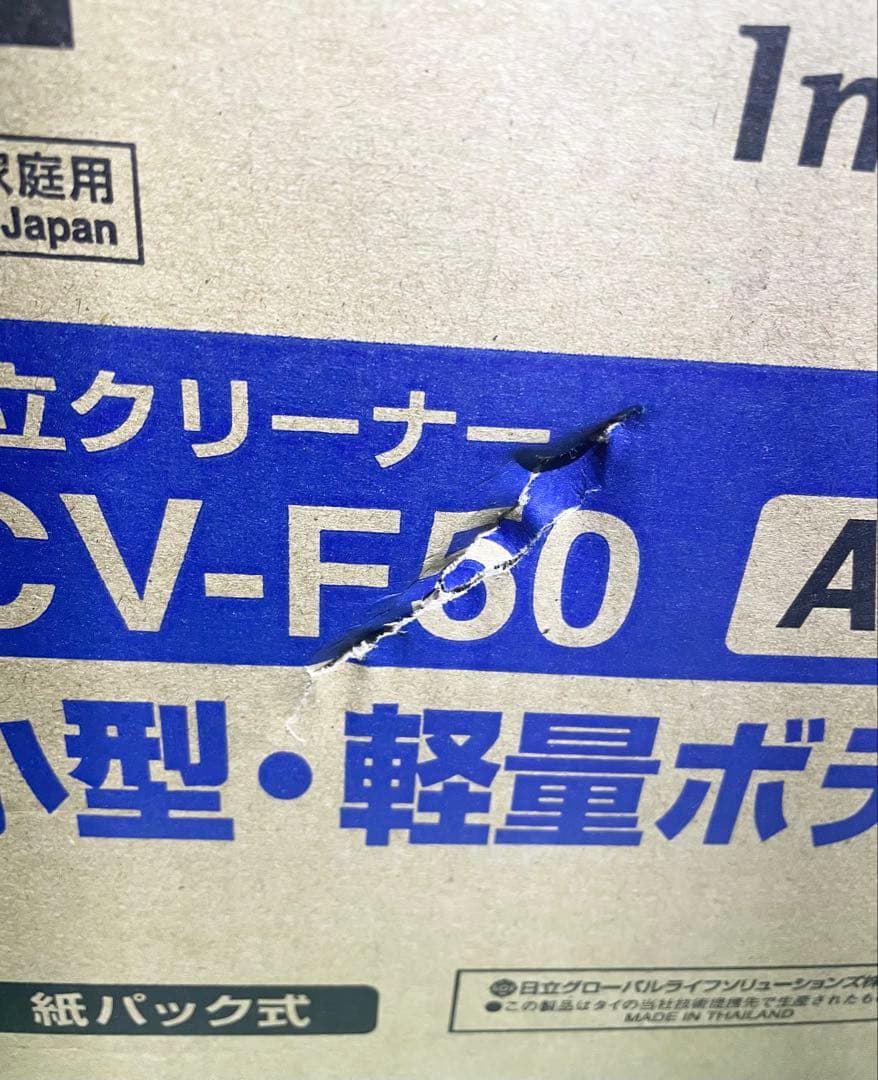 In
家庭用
Japan
立クリーナー
CV-F50 A
小型・軽量ボデ
紙パック式
日立グローバルライフソリューションズ株
●この製品はタイの当社技術提携先で生産されたも
MADE IN THAILAND